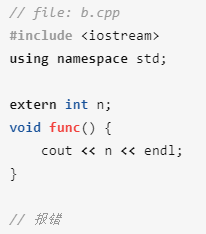 // file: b.cpp
#include <iostream>
using namespace std;
extern int n;
void func() {
    cout << n << endl;
}
// 报错